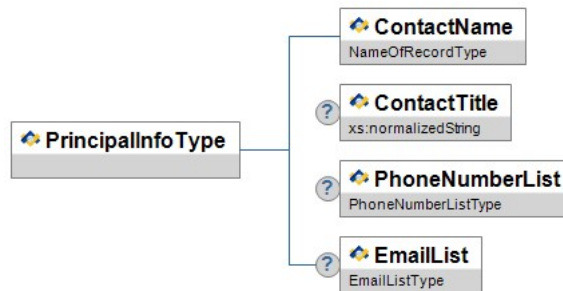 ContactName
NameOfRecordType
?
ContactTitle
xs:normalizedString
PrincipalInfoType
?
PhoneNumberList
PhoneNumberListType
?
EmailList
EmailListType